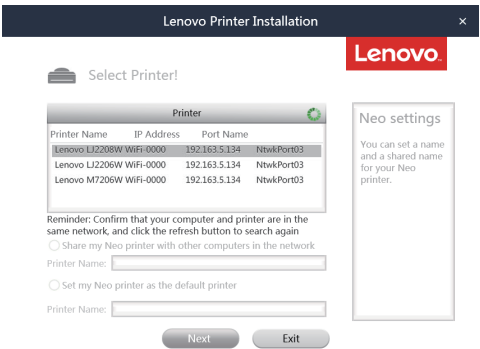 Lenovo Printer Installation
×
Lenovo.
Select Printer!
Printer
Printer Name IP Address Port Name
Lenovo LJ2208W WiFi-0000 192.163.5.134 NtwkPort03
Lenovo LJ2206W WiFi-0000 192.163.5.134 NtwkPort03
Lenovo M7206W WiFi-0000 192.163.5.134 NtwkPort03
Reminder: Confirm that your computer and printer are in the
same network, and click the refresh button to search again
Share my Neo printer with other computers in the network
Printer Name:
Set my Neo printer as the default printer
Printer Name:
Next
Exit
Neo settings
You can set a name
and a shared name
for your Neo
printer.